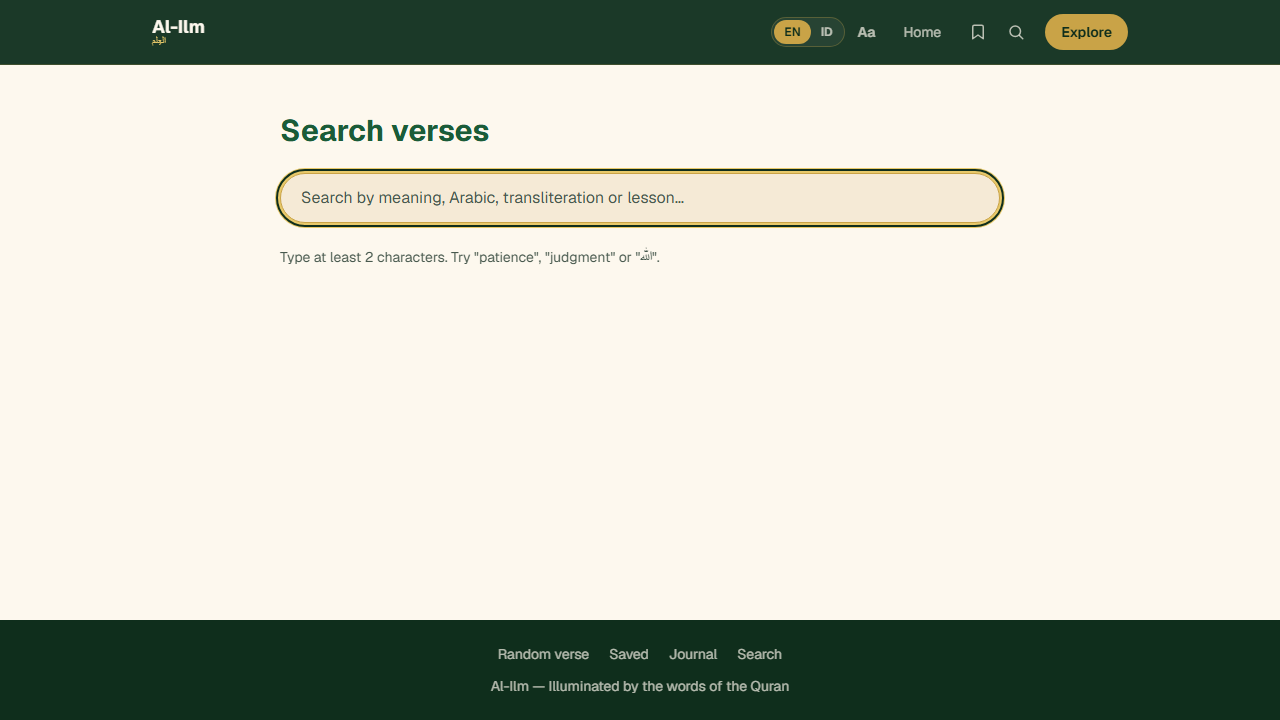 Al-Ilm
العِلم
EN ID Aa Home Explore
Search verses
Search by meaning, Arabic, transliteration or lesson...
Type at least 2 characters. Try "patience", "judgment" or "الله".
Random verse Saved Journal Search
Al-Ilm — Illuminated by the words of the Quran